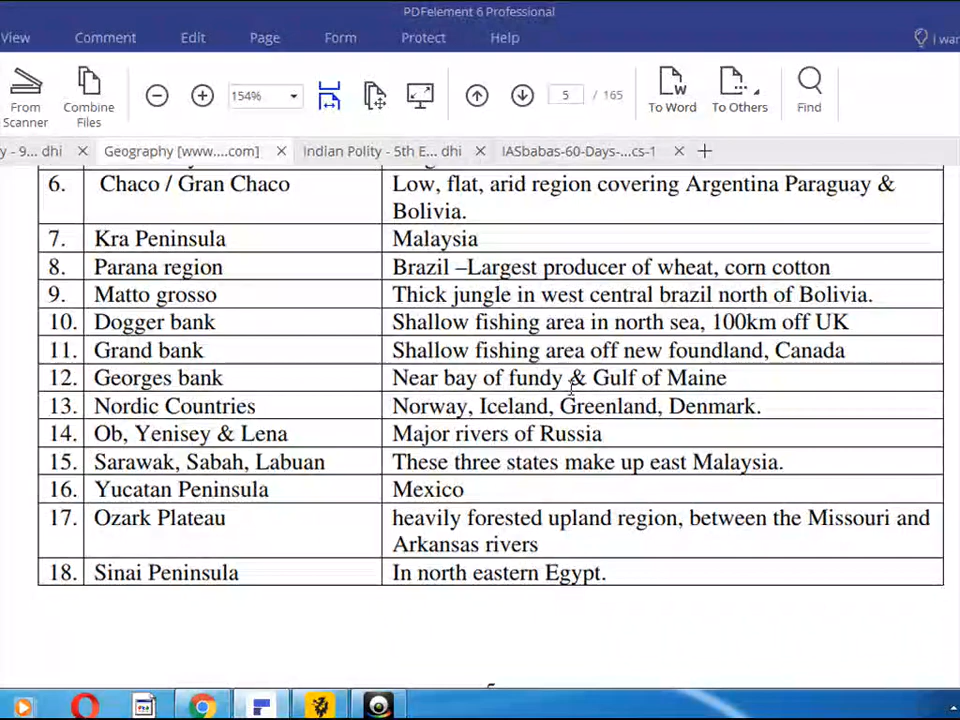 PDFelement 6 Professional
View Comment Edit Page Form Protect Help I war
From Scanner
Combine Files
154%
5 / 165
To Word
To Others
Find
y - 9... dhi
Geography [www....com]
Indian Polity - 5th E... dhi
IASbabas-60-Days-...cs-1
6. Chaco / Gran Chaco Low, flat, arid region covering Argentina Paraguay &
Bolivia.
7. Kra Peninsula Malaysia
8. Parana region Brazil –Largest producer of wheat, corn cotton
9. Matto grosso Thick jungle in west central brazil north of Bolivia.
10. Dogger bank Shallow fishing area in north sea, 100km off UK
11. Grand bank Shallow fishing area off new foundland, Canada
12. Georges bank Near bay of fundy & Gulf of Maine
13. Nordic Countries Norway, Iceland, Greenland, Denmark.
14. Ob, Yenisey & Lena Major rivers of Russia
15. Sarawak, Sabah, Labuan These three states make up east Malaysia.
16. Yucatan Peninsula Mexico
17. Ozark Plateau heavily forested upland region, between the Missouri and
Arkansas rivers
18. Sinai Peninsula In north eastern Egypt.